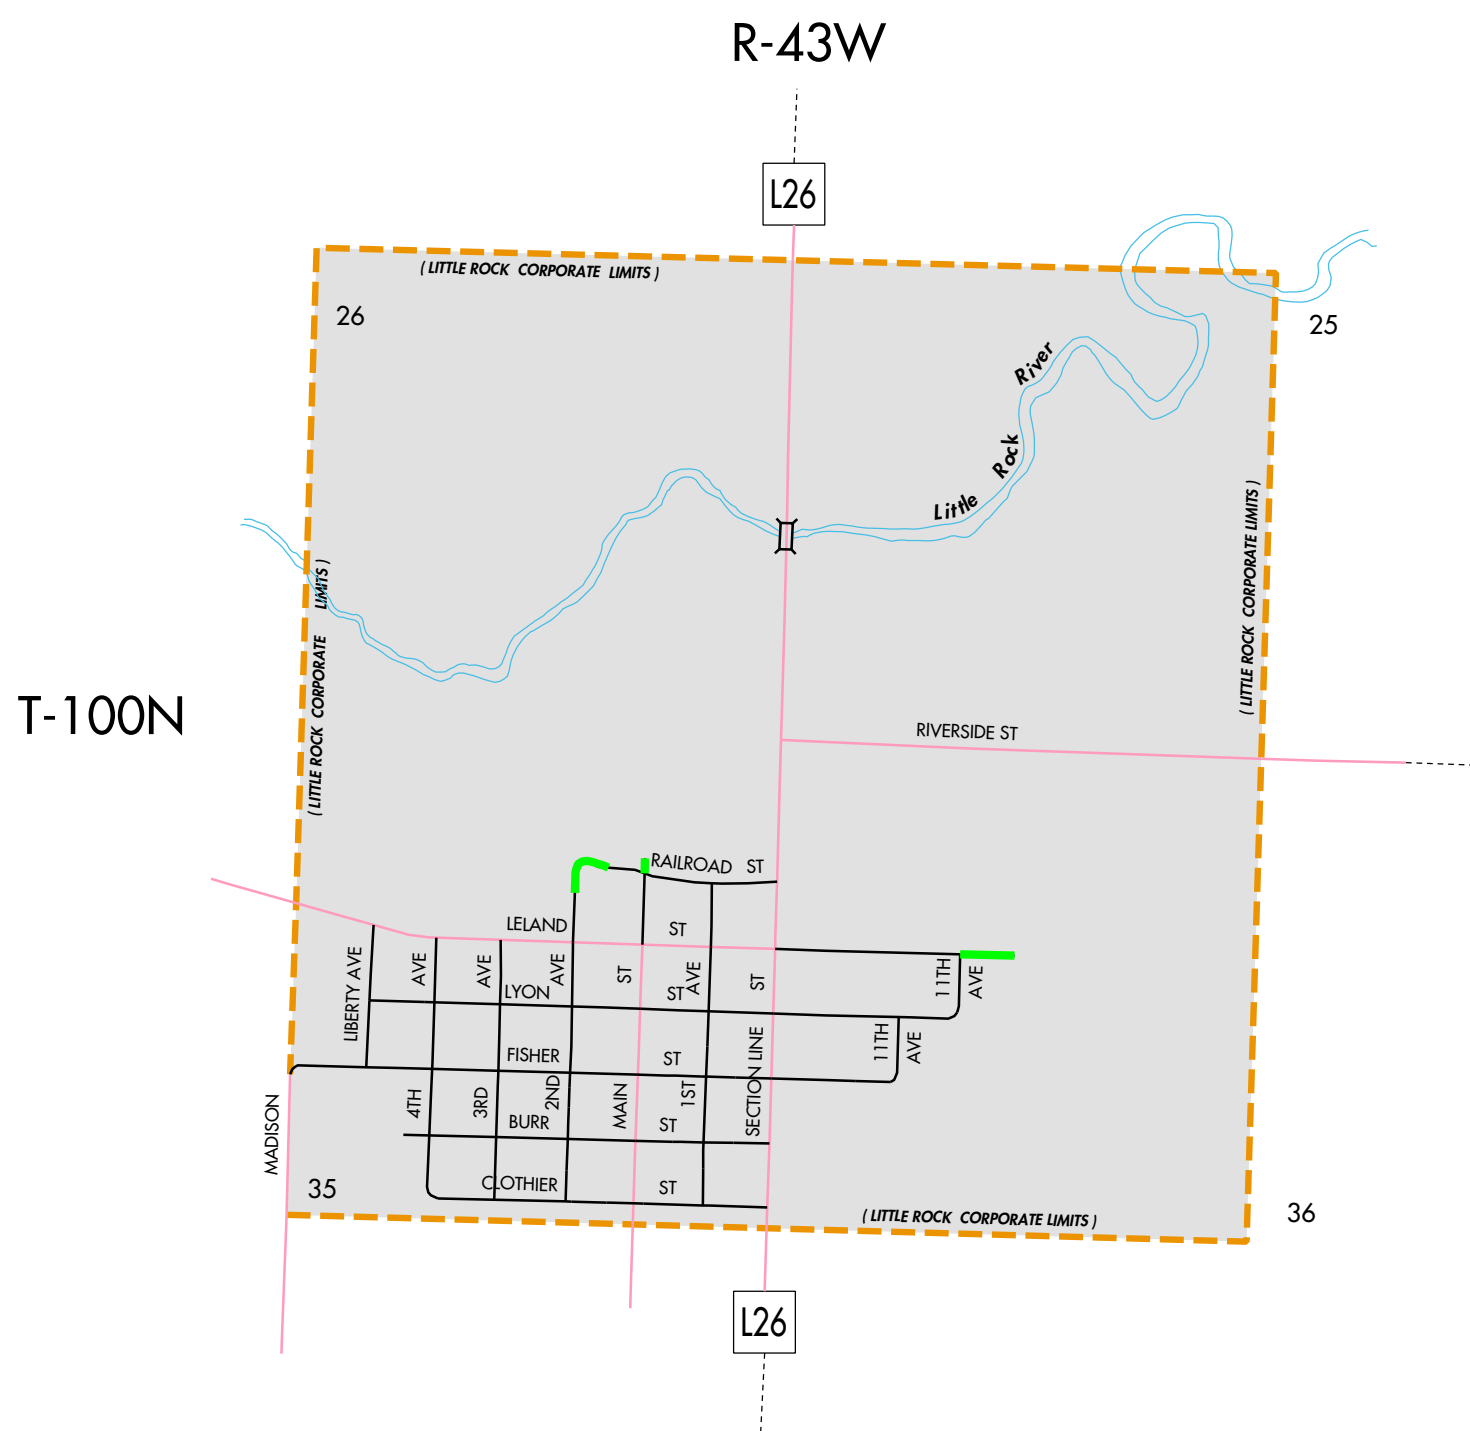 R-43W
L26
( LITTLE ROCK CORPORATE LIMITS )
26
25
River
Rock
Little
( LITTLE ROCK CORPORATE LIMITS )
( LITTLE ROCK CORPORATE LIMITS )
T-100N
RIVERSIDE ST
RAILROAD ST
LELAND ST
LIBERTY AVE
AVE
AVE
AVE
ST
AVE
ST
11TH AVE
LYON ST
11TH AVE
FISHER ST
MADISON
4TH
3RD
2ND
MAIN
1ST
SECTION LINE
BURR ST
CLOTHIER ST
35
36
( LITTLE ROCK CORPORATE LIMITS )
L26